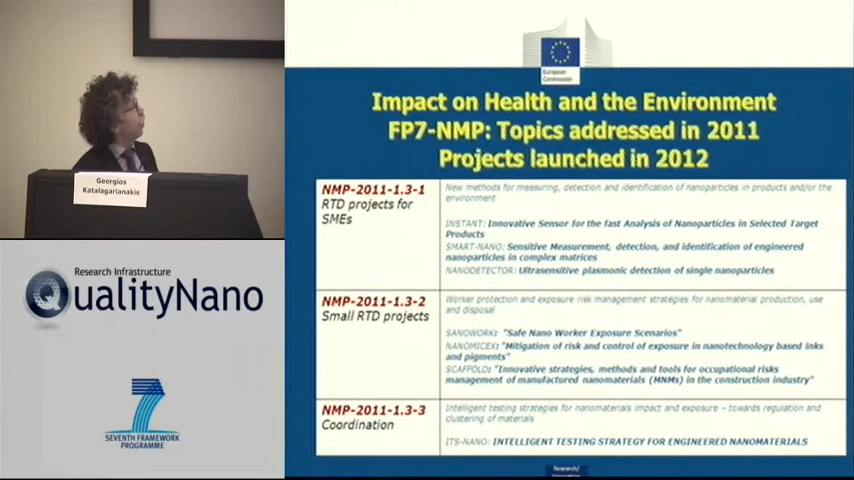 Georgios
Katalagarianakis
Research Infrastructure
QualityNano
SEVENTH FRAMEWORK
PROGRAMME
European
Commission
Impact on Health and the Environment
FP7-NMP: Topics addressed in 2011
Projects launched in 2012
NMP-2011-1.3-1
RTD projects for
SMEs
New methods for measuring, detection and identification of nanoparticles in products and/or the
environment
INSTANT: Innovative Sensor for the fast Analysis of Nanoparticles in Selected Target
Products
SMART-NANO: Sensitive Measurement, detection, and identification of engineered
nanoparticles in complex matrices
NANODETECTOR: Ultrasensitive plasmonic detection of single nanoparticles
NMP-2011-1.3-2
Small RTD projects
Worker protection and exposure risk management strategies for nanomaterial production, use
and disposal
SANOWORK: "Safe Nano Worker Exposure Scenarios"
NANOMICEX: "Mitigation of risk and control of exposure in nanotechnology based inks
and pigments"
SCAFFOLD: "Innovative strategies, methods and tools for occupational risks
management of manufactured nanomaterials (MNMs) in the construction industry"
NMP-2011-1.3-3
Coordination
Intelligent testing strategies for nanomaterials impact and exposure – towards regulation and
clustering of materials
ITS-NANO: INTELLIGENT TESTING STRATEGY FOR ENGINEERED NANOMATERIALS
Research/